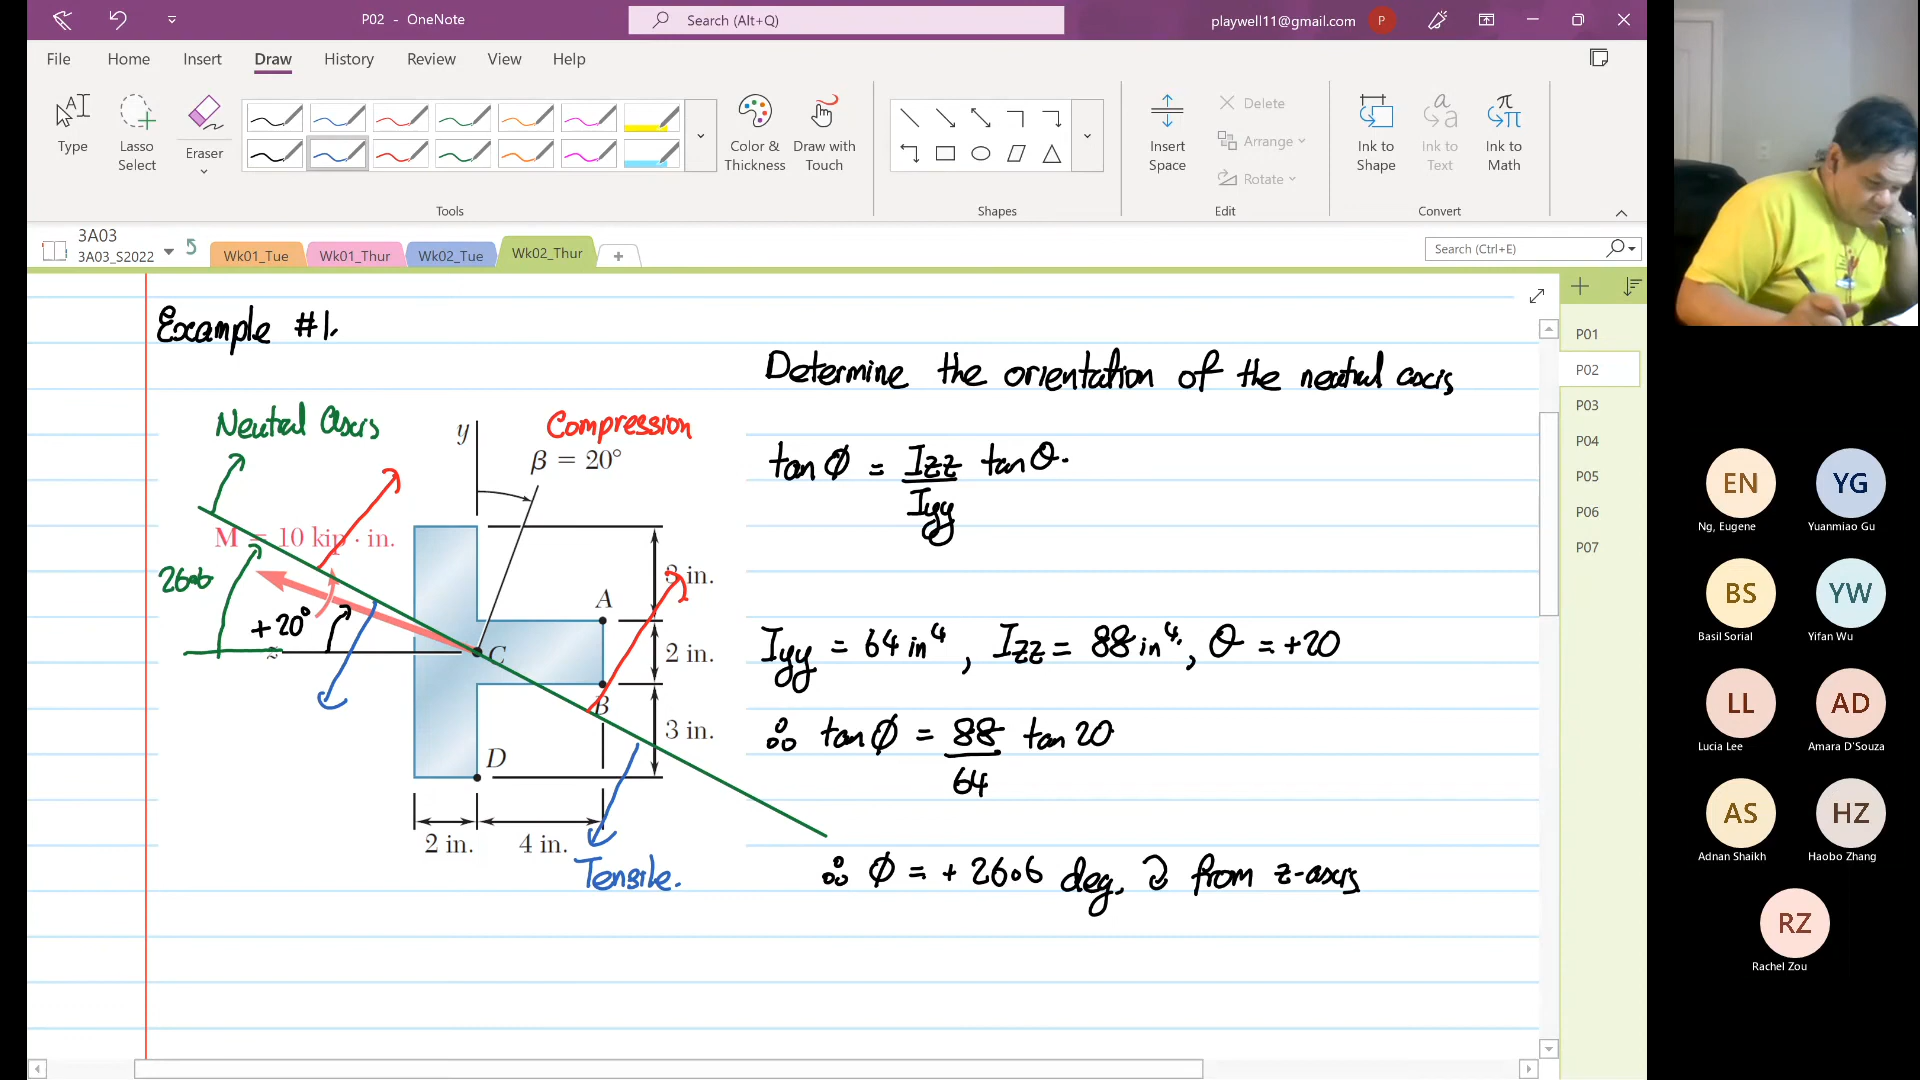 P02 - OneNote
Search (Alt+Q)
playwell11@gmail.com
P
File Home Insert Draw History Review View Help
Type
Lasso Select
Eraser
Color & Thickness
Draw with Touch
Insert Space
Delete
Arrange
Rotate
Ink to Shape
Ink to Text
Ink to Math
Tools
Shapes
Edit
Convert
3A03
3A03_S2022
Wk01_Tue
Wk01_Thur
Wk02_Tue
Wk02_Thur
Search (Ctrl+E)
P01
P02
P03
P04
P05
P06
P07
Example #1.
Determine the orientation of the neutral axis
Neutral Axis
y
Compression
β = 20°
tan ϕ = Izz/Iyy tan θ.
M = 10 kip · in.
3 in.
26.6
+20°
z
A
C
2 in.
Iyy = 64 in⁴, Izz = 88 in⁴, θ = +20
B
3 in.
D
∴ tan ϕ = 88/64 tan 20
2 in.
4 in.
Tensile.
∴ ϕ = + 26.6 deg. from z-axis
EN
Ng, Eugene
YG
Yuanmiao Gu
BS
Basil Sorial
YW
Yifan Wu
LL
Lucia Lee
AD
Amara D'Souza
AS
Adnan Shaikh
HZ
Haobo Zhang
RZ
Rachel Zou